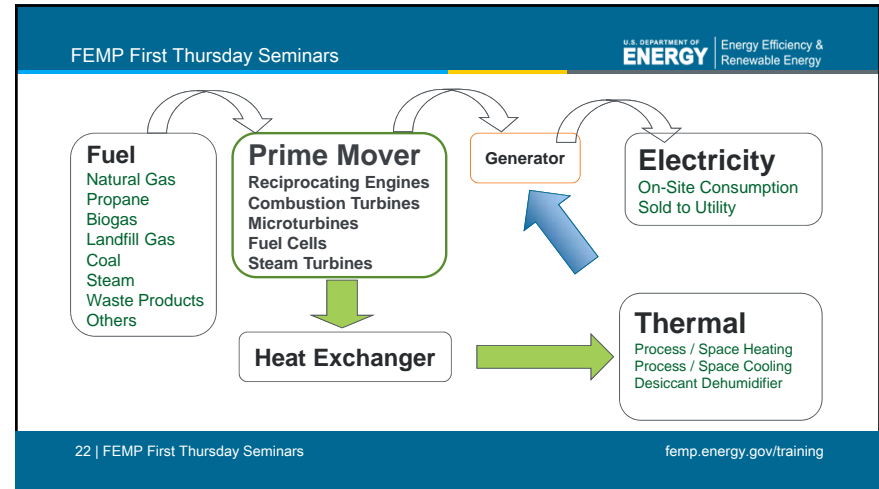 FEMP First Thursday Seminars
U.S. DEPARTMENT OF
ENERGY
Energy Efficiency &
Renewable Energy
Fuel
Natural Gas
Propane
Biogas
Landfill Gas
Coal
Steam
Waste Products
Others
Prime Mover
Reciprocating Engines
Combustion Turbines
Microturbines
Fuel Cells
Steam Turbines
Generator
Electricity
On-Site Consumption
Sold to Utility
Heat Exchanger
Thermal
Process / Space Heating
Process / Space Cooling
Desiccant Dehumidifier
22 | FEMP First Thursday Seminars
femp.energy.gov/training